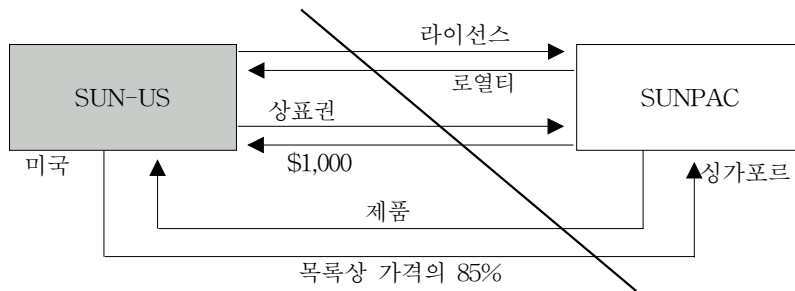 라이선스
SUN-US
로열티
SUNPAC
상표권
미국
$1,000
싱가포르
제품
목록상 가격의 85%